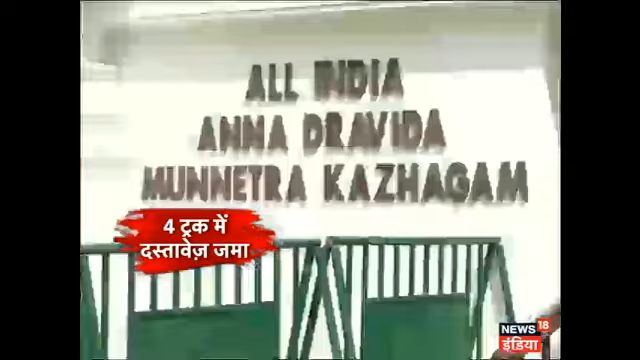 ALL INDIA
ANNA DRAVIDA
MUNNETRA KAZHAGAM
4 ट्रक में
दस्तावेज़ जमा
NEWS 18
इंडिया